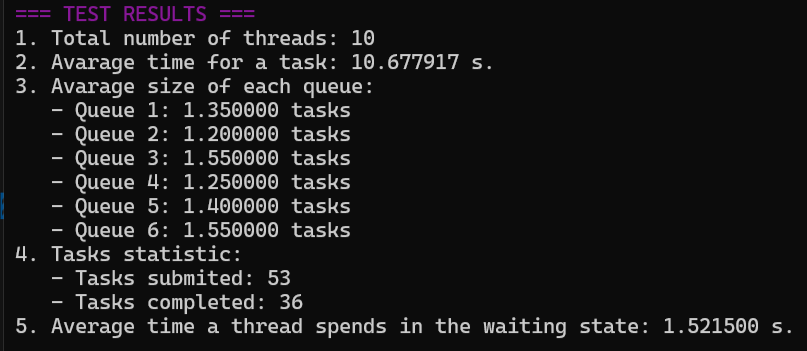 === TEST RESULTS ===
1. Total number of threads: 10
2. Avarage time for a task: 10.677917 s.
3. Avarage size of each queue:
   - Queue 1: 1.350000 tasks
   - Queue 2: 1.200000 tasks
   - Queue 3: 1.550000 tasks
   - Queue 4: 1.250000 tasks
   - Queue 5: 1.400000 tasks
   - Queue 6: 1.550000 tasks
4. Tasks statistic:
   - Tasks submited: 53
   - Tasks completed: 36
5. Average time a thread spends in the waiting state: 1.521500 s.